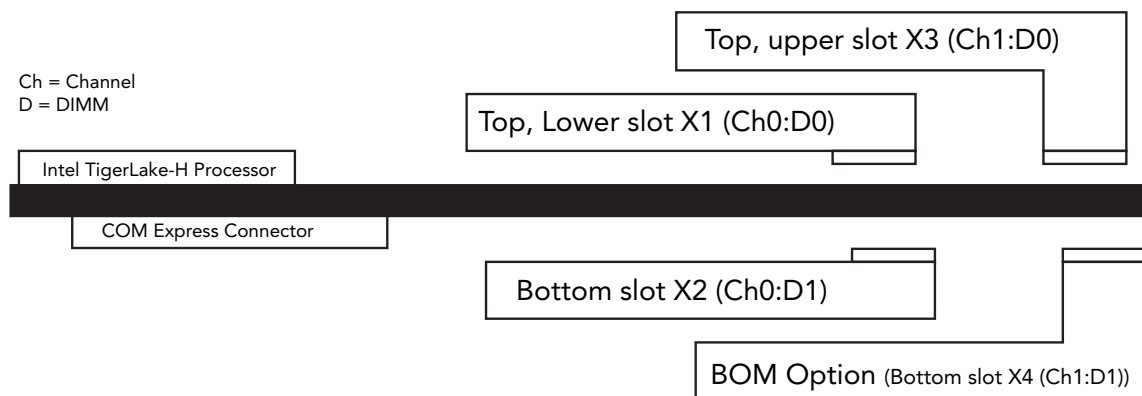 Top, upper slot X3 (Ch1:D0)
Ch = Channel
D = DIMM
Top, Lower slot X1 (Ch0:D0)
Intel TigerLake-H Processor
COM Express Connector
Bottom slot X2 (Ch0:D1)
BOM Option (Bottom slot X4 (Ch1:D1))